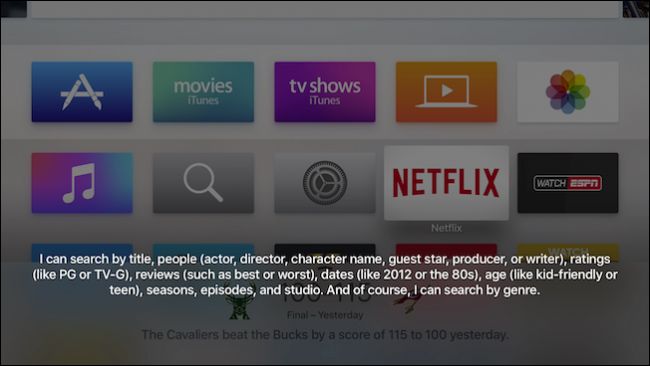 movies
iTunes
tv shows
iTunes
NETFLIX
WATCH ESPN
Netflix
WATCH
I can search by title, people (actor, director, character name, guest star, producer, or writer), ratings
(like PG or TV-G), reviews (such as best or worst), dates (like 2012 or the 80s), age (like kid-friendly or
teen), seasons, episodes, and studio. And of course, I can search by genre.
100-115
Final – Yesterday
The Cavaliers beat the Bucks by a score of 115 to 100 yesterday.